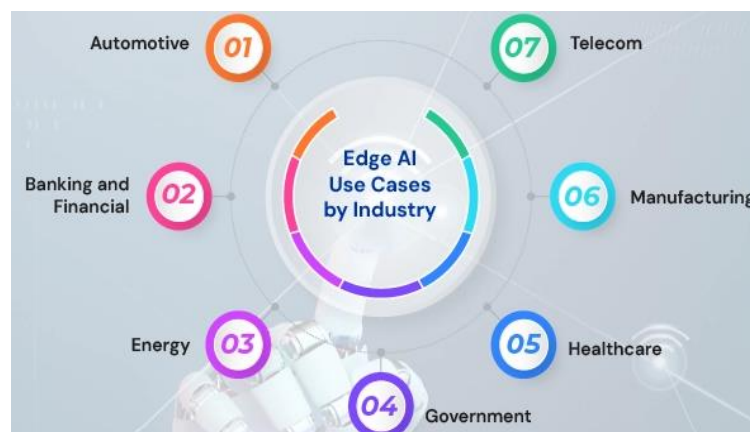 Automotive
01
07
Telecom
Edge AI
Use Cases
by Industry
Banking and
Financial
02
06
Manufacturing
Energy
03
05
Healthcare
04
Government